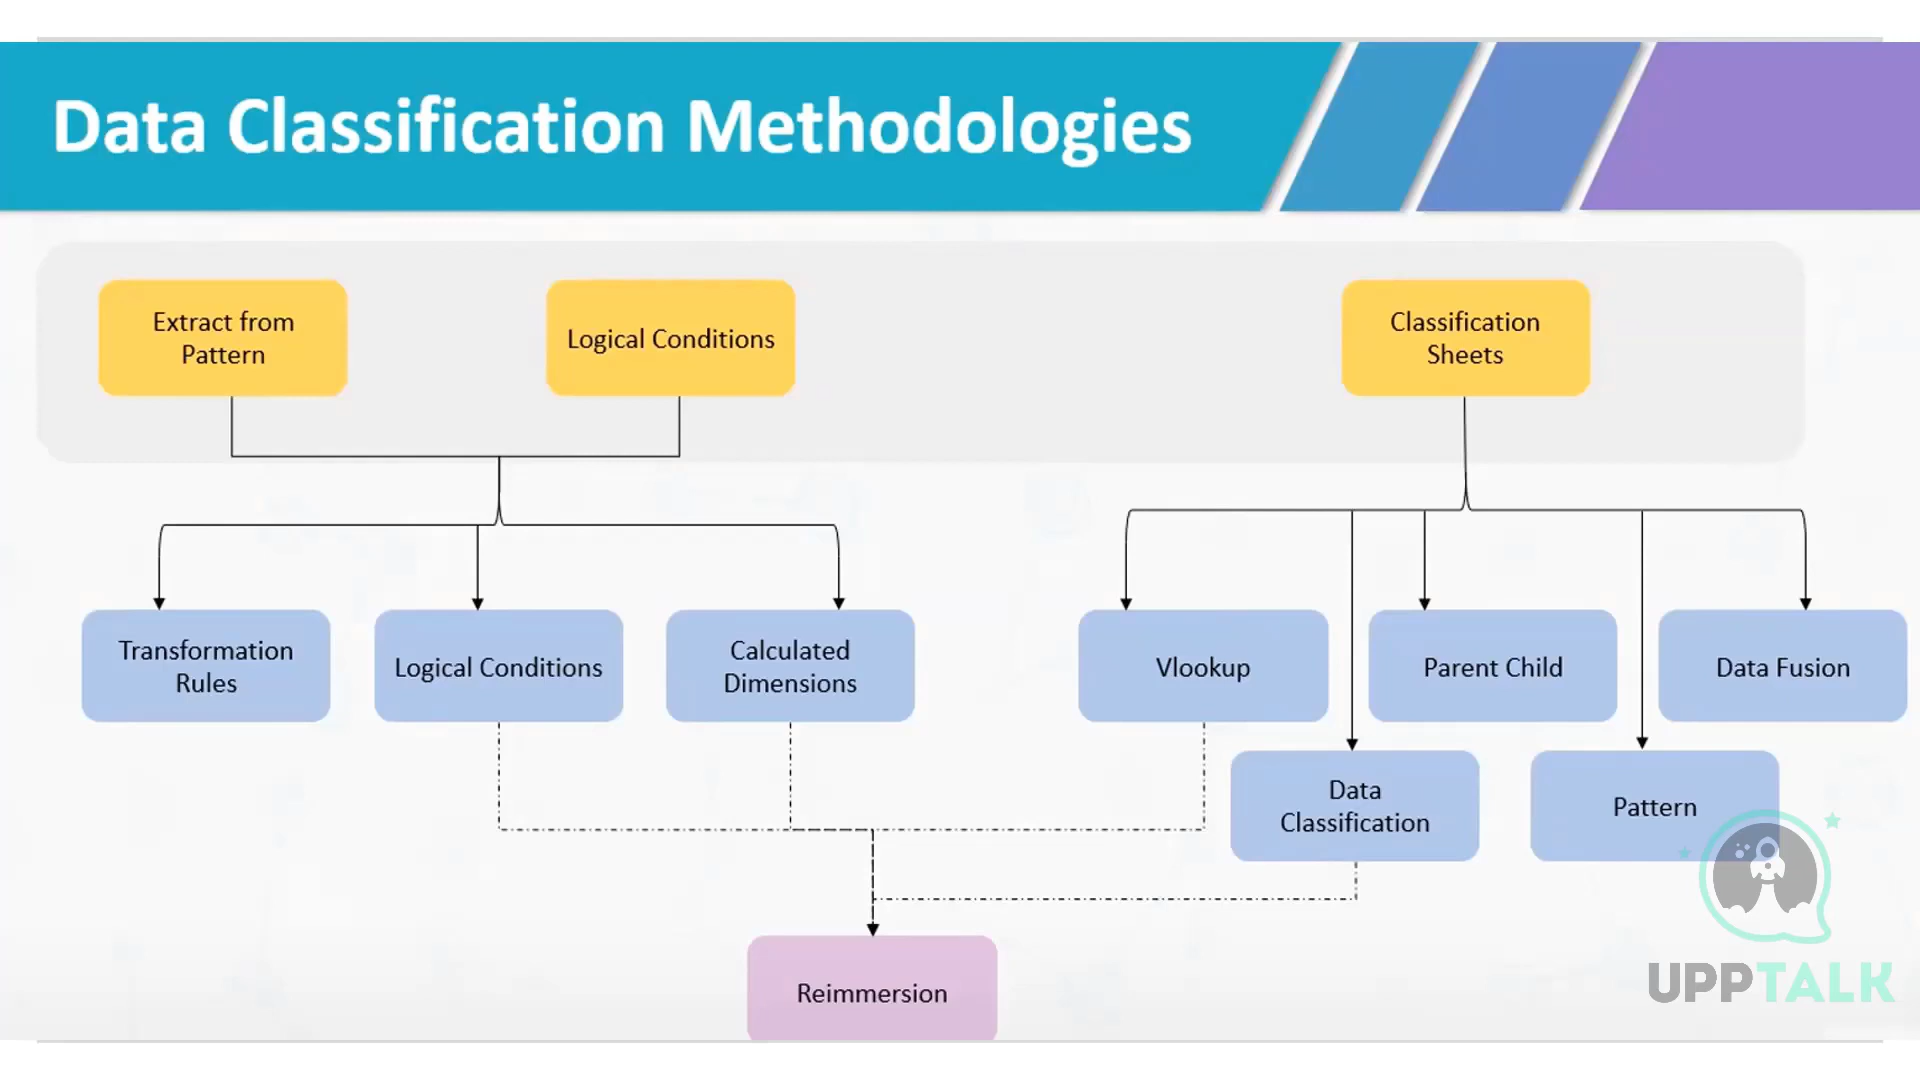 Data Classification Methodologies
Extract from
Pattern
Logical Conditions
Classification
Sheets
Transformation
Rules
Logical Conditions
Calculated
Dimensions
Vlookup
Parent Child
Data Fusion
Data
Classification
Pattern
Reimmersion
UPPTALK